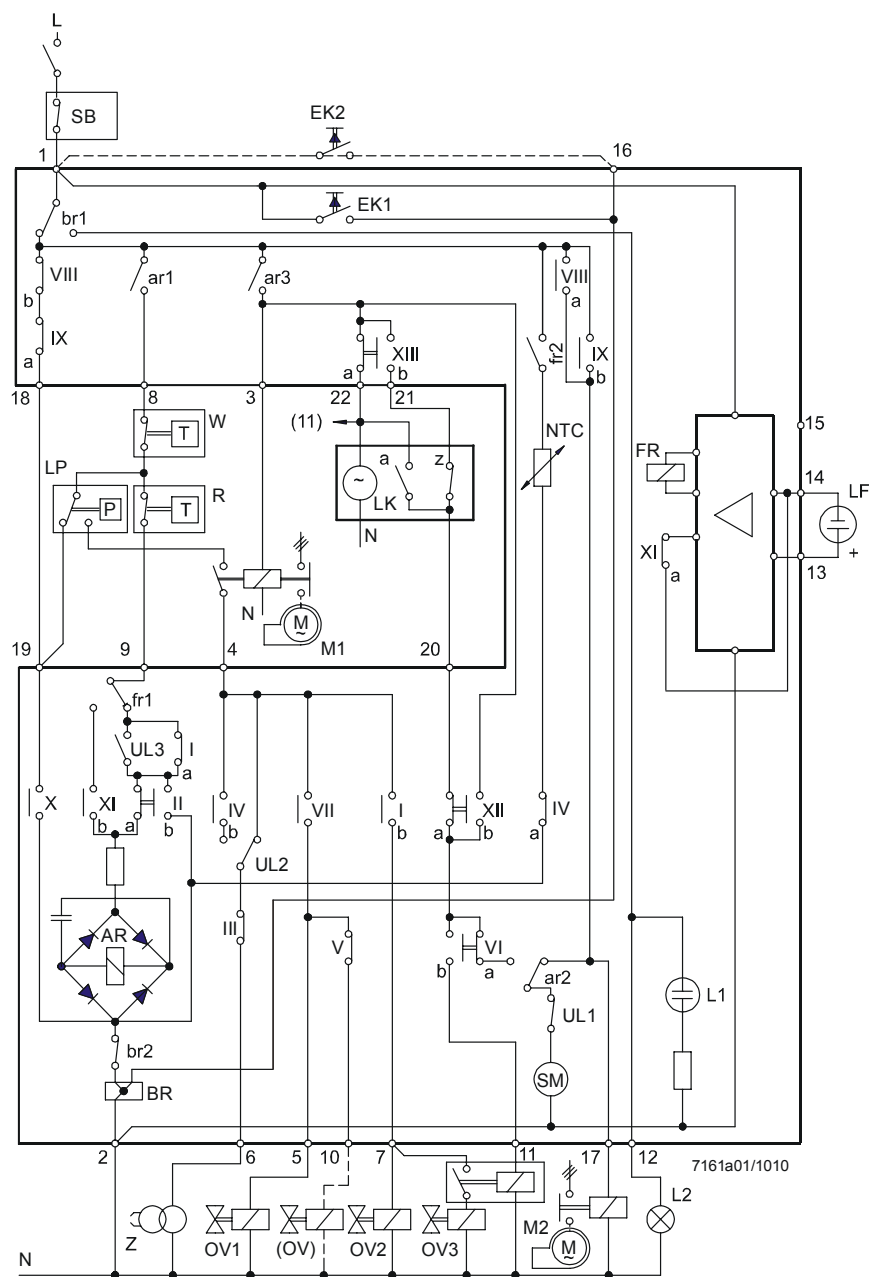 L
SB
EK2
1
16
EK1
br1
VIII
b
ar1
ar3
VIII
a
IX
a
fr2
IX
b
XIII
a
b
18
8
3
22
21
15
W
T
(11)
NTC
FR
14
LF
LP
P
R
T
a
z
~
LK
N
XI
a
13
+
N
M
~
M1
19
9
4
20
fr1
UL3
I
a
X
XI
b
a
II
b
IV
b
VII
I
b
a
XII
b
IV
a
UL2
III
AR
V
b
VI
a
ar2
UL1
L1
br2
BR
SM
2
6
5
10
7
11
17
12
7161a01/1010
Z
OV1
(OV)
OV2
OV3
M2
M
~
L2
N